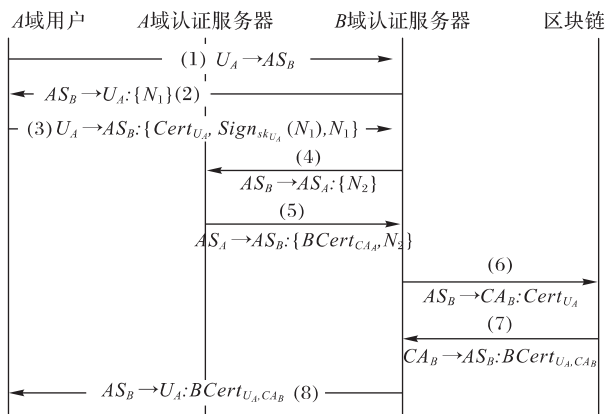 A域用户 A域认证服务器 B域认证服务器 区块链
(1) U_A→AS_B
AS_B→U_A:{N_1}(2)
(3)U_A→AS_B:{Cert_{U_A}, Sign_{sk_{U_A}}(N_1),N_1}
(4)
AS_B→AS_A:{N_2}
(5)
AS_A→AS_B:{BCert_{CA_A},N_2}
(6)
AS_B→CA_B:Cert_{U_A}
(7)
CA_B→AS_B:BCert_{U_A,CA_B}
AS_B→U_A:BCert_{U_A,CA_B} (8)